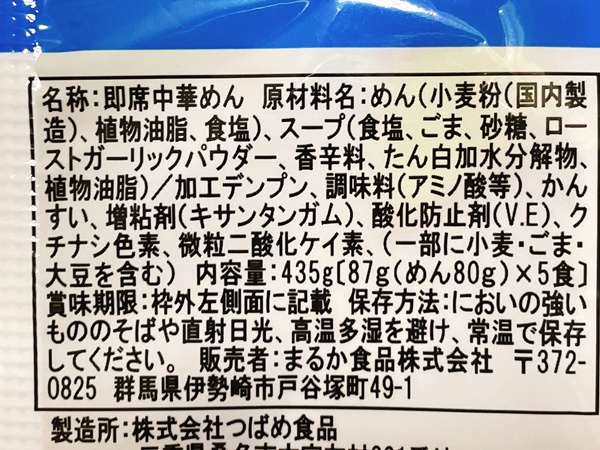 名称:即席中華めん 原材料名:めん(小麦粉(国内製
造)、植物油脂、食塩)、スープ(食塩、ごま、砂糖、ロー
ストガーリックパウダー、香辛料、たん白加水分解物、
植物油脂)/加工デンプン、調味料(アミノ酸等)、かん
すい、増粘剤(キサンタンガム)、酸化防止剤(V.E)、ク
チナシ色素、微粒二酸化ケイ素、(一部に小麦・ごま・
大豆を含む) 内容量:435g[87g(めん80g)×5食]
賞味期限:枠外左側面に記載 保存方法:においの強い
もののそばや直射日光、高温多湿を避け、常温で保存
してください。 販売者:まるか食品株式会社 〒372-
0825 群馬県伊勢崎市戸谷塚町49-1
製造所:株式会社つばめ食品